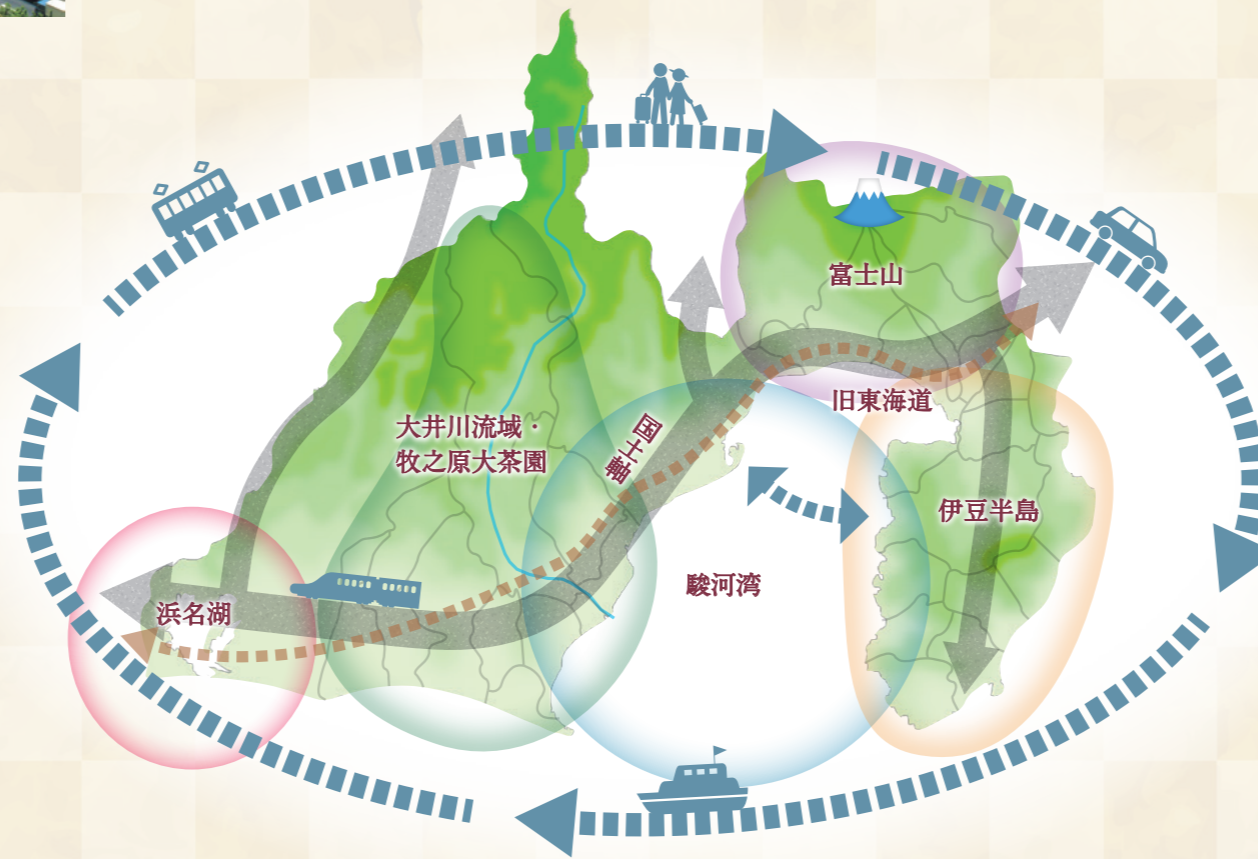 富士山
旧東海道
大井川流域・
牧之原大茶園
国土軸
伊豆半島
駿河湾
浜名湖